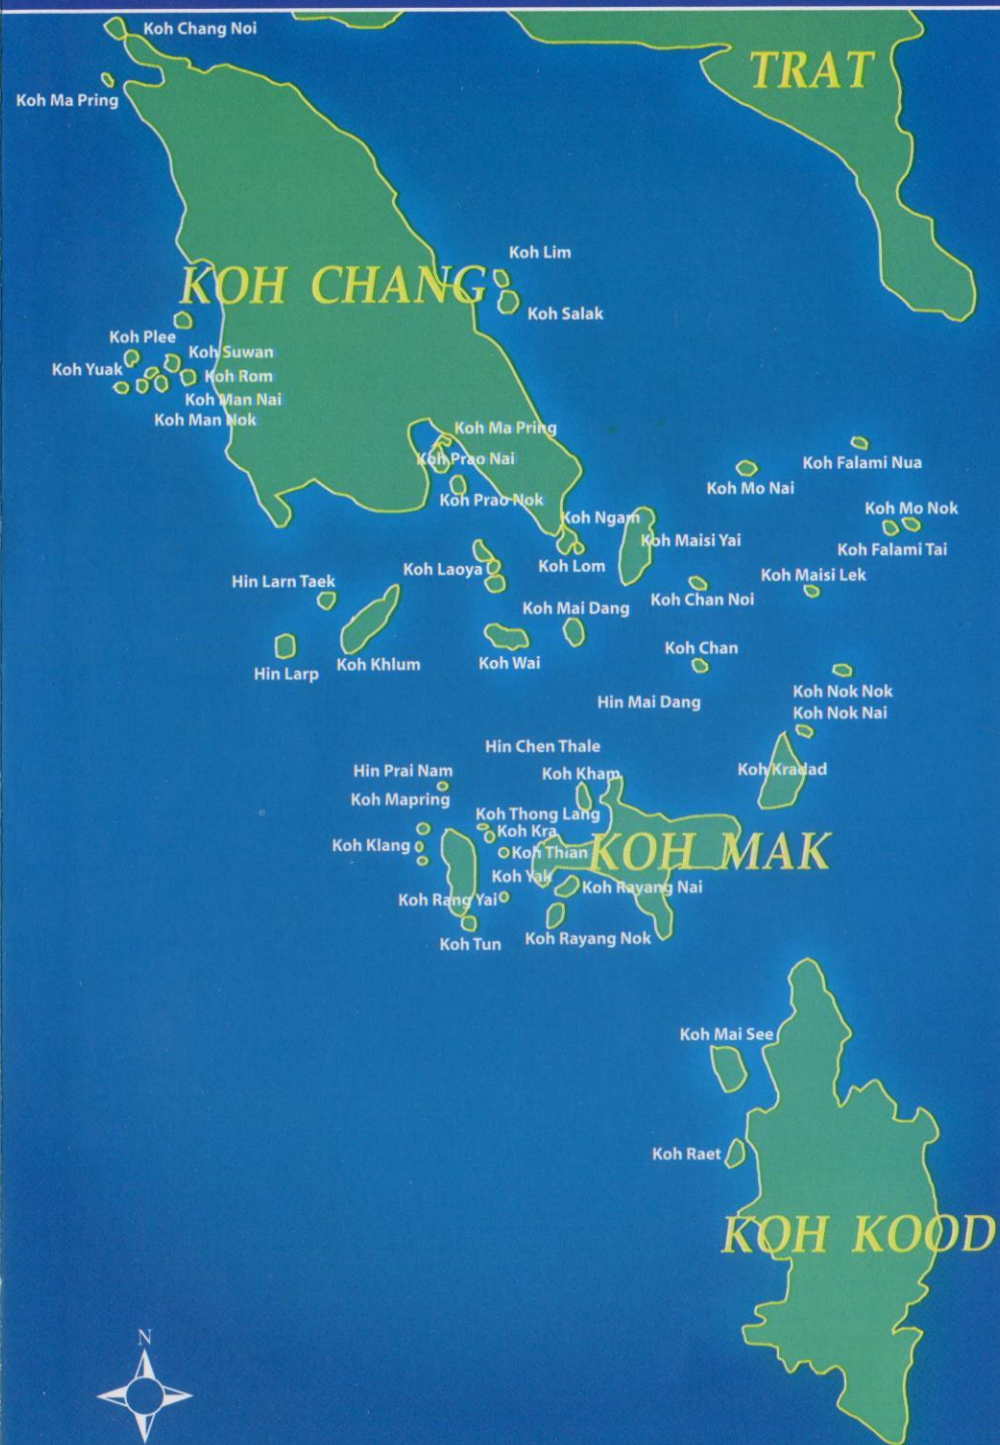 Koh Chang Noi
TRAT
Koh Ma Pring
Koh Lim
KOH CHANG
Koh Salak
Koh Plee
Koh Suwan
Koh Yuak
Koh Rom
Koh Man Nai
Koh Man Nok
Koh Ma Pring
Koh Prao Nai
Koh Falami Nua
Koh Mo Nai
Koh Prao Nok
Koh Mo Nok
Koh Ngam
Koh Maisi Yai
Koh Falami Tai
Koh Lom
Koh Laoya
Koh Maisi Lek
Hin Larn Taek
Koh Chan Noi
Koh Mai Dang
Koh Chan
Koh Wai
Koh Khlum
Hin Larp
Koh Nok Nok
Hin Mai Dang
Koh Nok Nai
Hin Chen Thale
Koh Kradad
Hin Prai Nam
Koh Kham
Koh Mapring
Koh Thong Lang
Koh Kra
Koh Klang
Koh Thian
KOH MAK
Koh Yak
Koh Rayang Nai
Koh Rang Yai
Koh Rayang Nok
Koh Tun
Koh Mai See
Koh Raet
KOH KOOD
N